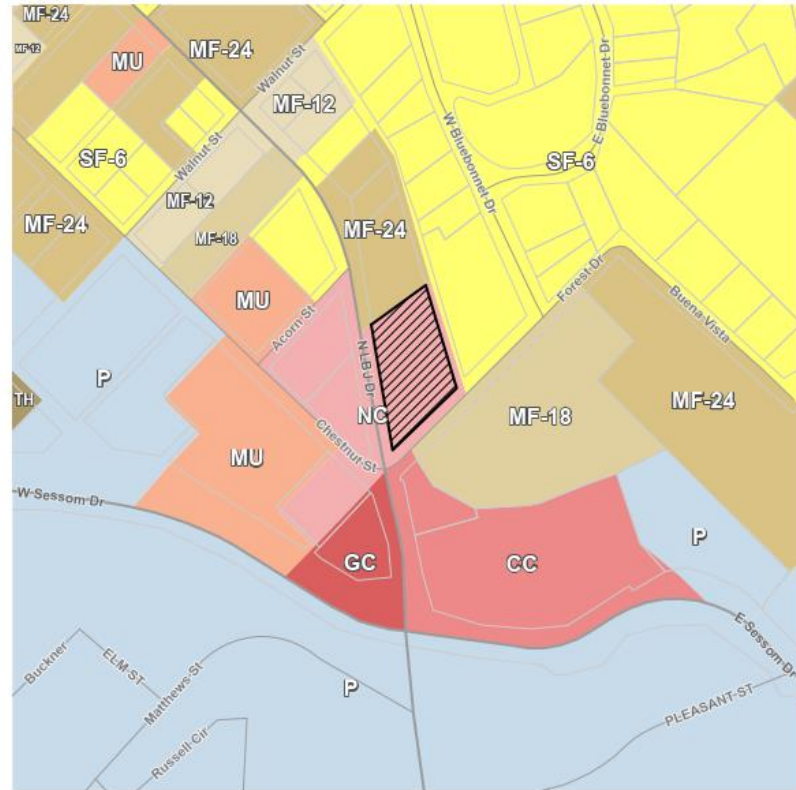 MF-24
MF-12
MU
MF-24
Walnut St
MF-12
W Bluebonnet Dr
E Bluebonnet Dr
SF-6
SF-6
Walnut St
MF-12
MF-24
MF-18
MF-24
MU
Acorn St
Forest Dr
Buena Vista
N LBJ Dr
P
TH
NC
Chestnut St
MF-18
MF-24
MU
W Sessom Dr
GC
CC
P
E Sessom Dr
Buckner
ELM ST
Matthews St
P
PLEASANT ST
Russell Cir